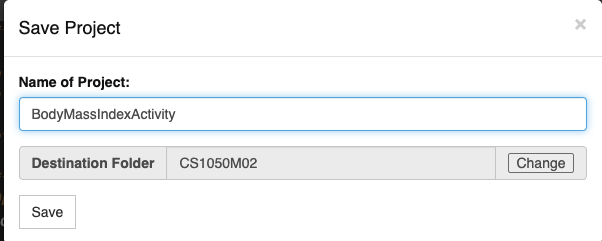 Save Project
×
Name of Project:
BodyMassIndexActivity
Destination Folder CS1050M02 Change
Save